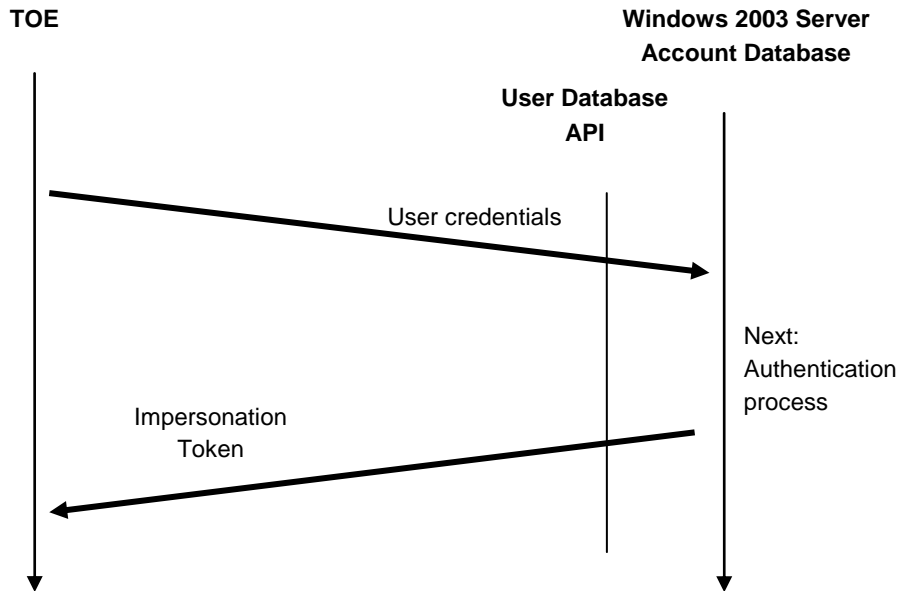 TOE
Windows 2003 Server
Account Database
User Database
API
User credentials
Next:
Authentication
process
Impersonation
Token